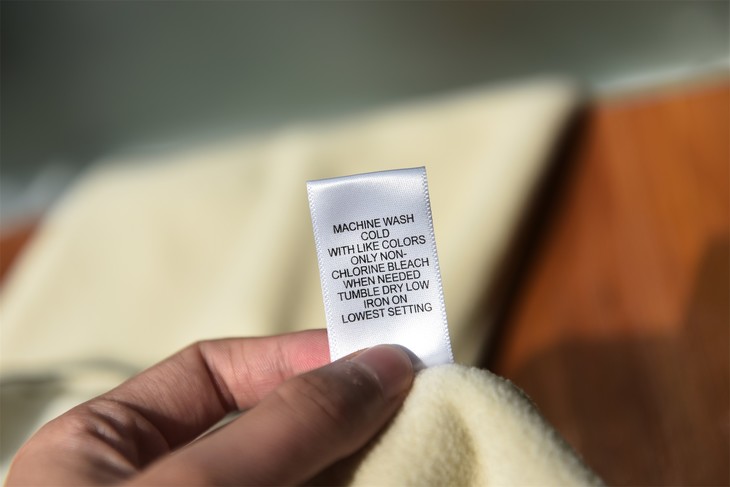 MACHINE WASH
COLD
WITH LIKE COLORS
ONLY NON-
CHLORINE BLEACH
WHEN NEEDED
TUMBLE DRY LOW
IRON ON
LOWEST SETTING